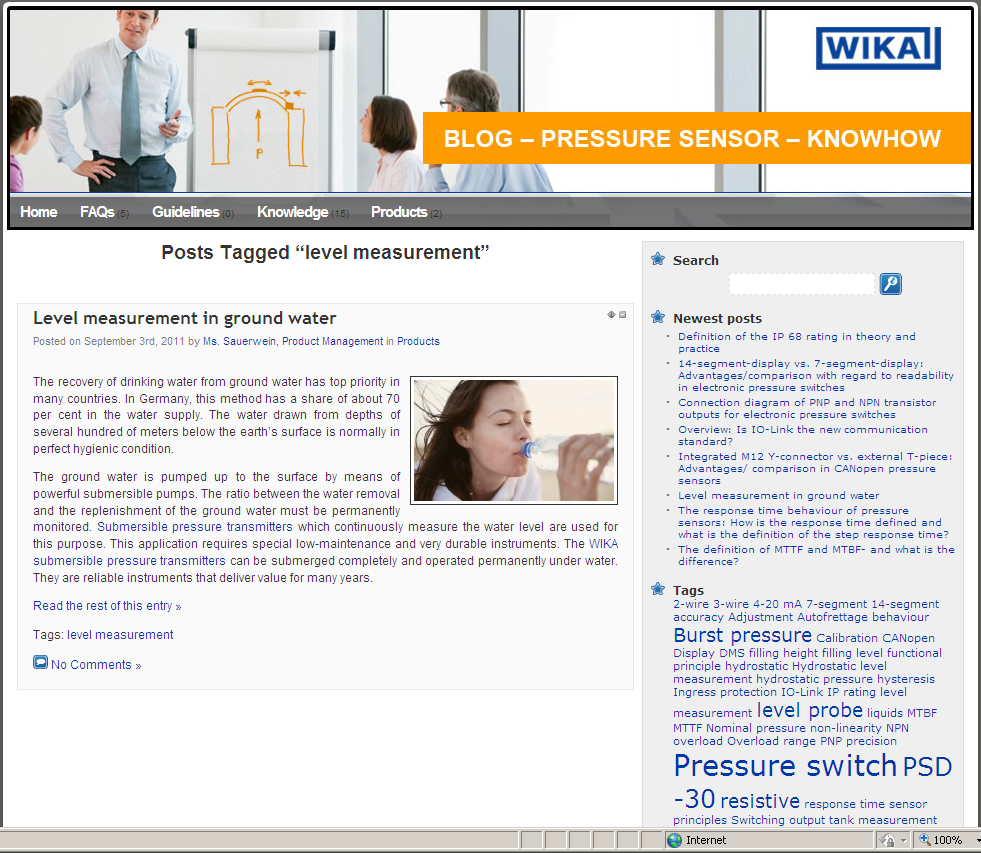 WIKA
BLOG – PRESSURE SENSOR – KNOWHOW
P
Home FAQs (5) Guidelines (0) Knowledge (15) Products (2)
Posts Tagged “level measurement”
Level measurement in ground water
Posted on September 3rd, 2011 by Ms. Sauerwein, Product Management in Products
The recovery of drinking water from ground water has top priority in
many countries. In Germany, this method has a share of about 70
per cent in the water supply. The water drawn from depths of
several hundred of meters below the earth’s surface is normally in
perfect hygienic condition.
The ground water is pumped up to the surface by means of
powerful submersible pumps. The ratio between the water removal
and the replenishment of the ground water must be permanently
monitored. Submersible pressure transmitters which continuously measure the water level are used for
this purpose. This application requires special low-maintenance and very durable instruments. The WIKA
submersible pressure transmitters can be submerged completely and operated permanently under water.
They are reliable instruments that deliver value for many years.
Read the rest of this entry »
Tags: level measurement
No Comments »
Search
Newest posts
Definition of the IP 68 rating in theory and
practice
14-segment-display vs. 7-segment-display:
Advantages/comparison with regard to readability
in electronic pressure switches
Connection diagram of PNP and NPN transistor
outputs for electronic pressure switches
Overview: Is IO-Link the new communication
standard?
Integrated M12 Y-connector vs. external T-piece:
Advantages/ comparison in CANopen pressure
sensors
Level measurement in ground water
The response time behaviour of pressure
sensors: How is the response time defined and
what is the definition of the step response time?
The definition of MTTF and MTBF- and what is the
difference?
Tags
2-wire 3-wire 4-20 mA 7-segment 14-segment
accuracy Adjustment Autofrettage behaviour
Burst pressure Calibration CANopen
Display DMS filling height filling level functional
principle hydrostatic Hydrostatic level
measurement hydrostatic pressure hysteresis
Ingress protection IO-Link IP rating level
measurement level probe liquids MTBF
MTTF Nominal pressure non-linearity NPN
overload Overload range PNP precision
Pressure switch PSD
-30 resistive response time sensor
principles Switching output tank measurement
Internet 100%